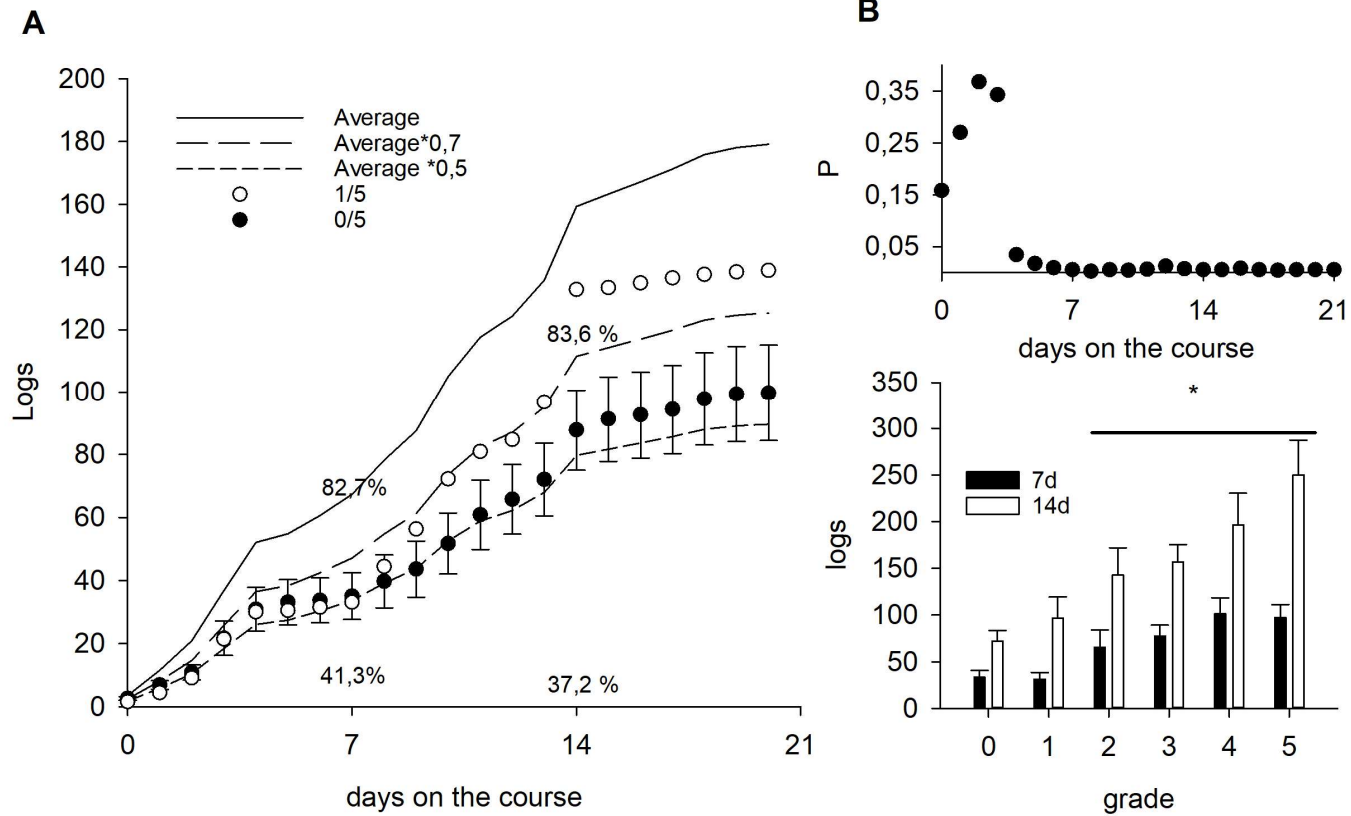 A
Logs
200
180
160
140
120
100
80
60
40
20
0
Average
Average*0,7
Average *0,5
1/5
0/5
82,7%
83,6 %
41,3%
37,2 %
0 7 14 21
days on the course
B
P
0,35
0,25
0,15
0,05
0 7 14 21
days on the course
logs
350
300
250
200
150
100
50
0
*
7d
14d
0 1 2 3 4 5
grade